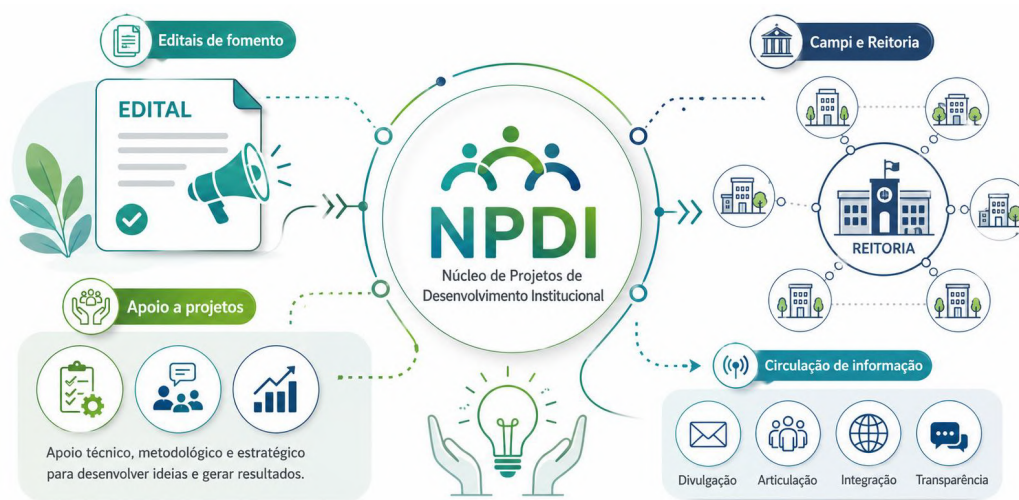 Editais de fomento
EDITAL
Apoio a projetos
Apoio técnico, metodológico e estratégico
para desenvolver ideias e gerar resultados.
NPDI
Núcleo de Projetos de
Desenvolvimento Institucional
Campi e Reitoria
REITORIA
Circulação de informação
Divulgação
Articulação
Integração
Transparência